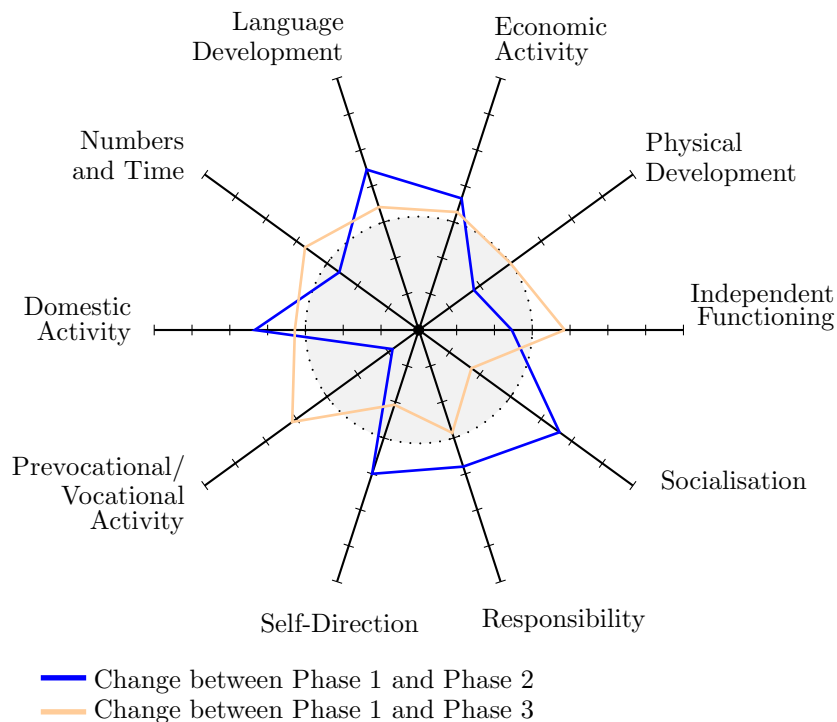 Language
Development
Economic
Activity
Numbers
and Time
Physical
Development
Domestic
Activity
Independent
Functioning
Prevocational/
Vocational
Activity
Socialisation
Self-Direction
Responsibility
Change between Phase 1 and Phase 2
Change between Phase 1 and Phase 3